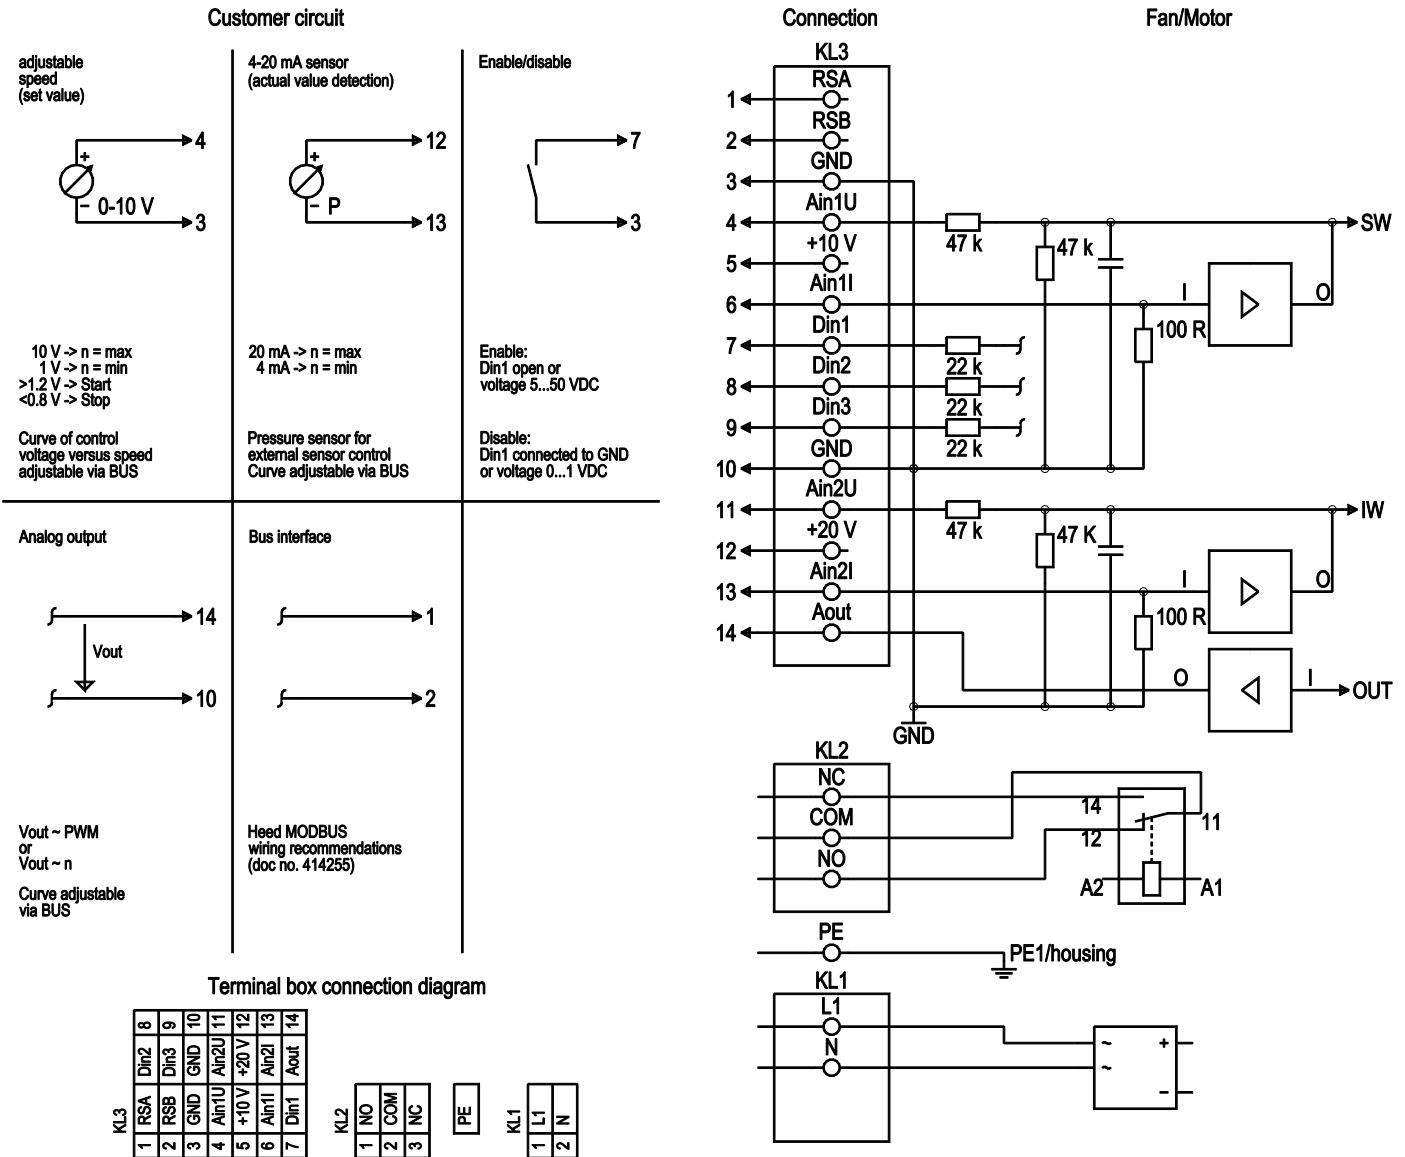 Customer circuit
adjustable
speed
(set value)
4
+
- 0-10 V
3
10 V -> n = max
1 V -> n = min
>1.2 V -> Start
<0.8 V -> Stop
Curve of control
voltage versus speed
adjustable via BUS
4-20 mA sensor
(actual value detection)
12
+
- P
13
20 mA -> n = max
4 mA -> n = min
Pressure sensor for
external sensor control
Curve adjustable via BUS
Enable/disable
7
3
Enable:
Din1 open or
voltage 5...50 VDC
Disable:
Din1 connected to GND
or voltage 0...1 VDC
Analog output
14
Vout
10
Vout ~ PWM
or
Vout ~ n
Curve adjustable
via BUS
Bus interface
1
2
Heed MODBUS
wiring recommendations
(doc no. 414255)
Connection
Fan/Motor
KL3
RSA
1
RSB
2
GND
3
Ain1U
4
47 k
47 k
SW
+10 V
5
Ain1I
6
I
O
100 R
Din1
7
22 k
Din2
8
22 k
Din3
9
22 k
GND
10
Ain2U
11
47 k
47 K
IW
+20 V
12
Ain2I
13
I
O
100 R
Aout
14
O
I
OUT
GND
KL2
NC
14
COM
11
12
NO
A2
A1
PE
PE1/housing
KL1
L1
N
~
~
+
-
Terminal box connection diagram
KL3
8 9 10 11 12 13 14
Din2 Din3 GND Ain2U +20 V Ain2I Aout
RSA RSB GND Ain1U +10 V Ain1I Din1
1 2 3 4 5 6 7
KL2
NO COM NC
1 2 3
PE
KL1
L1 N
1 2